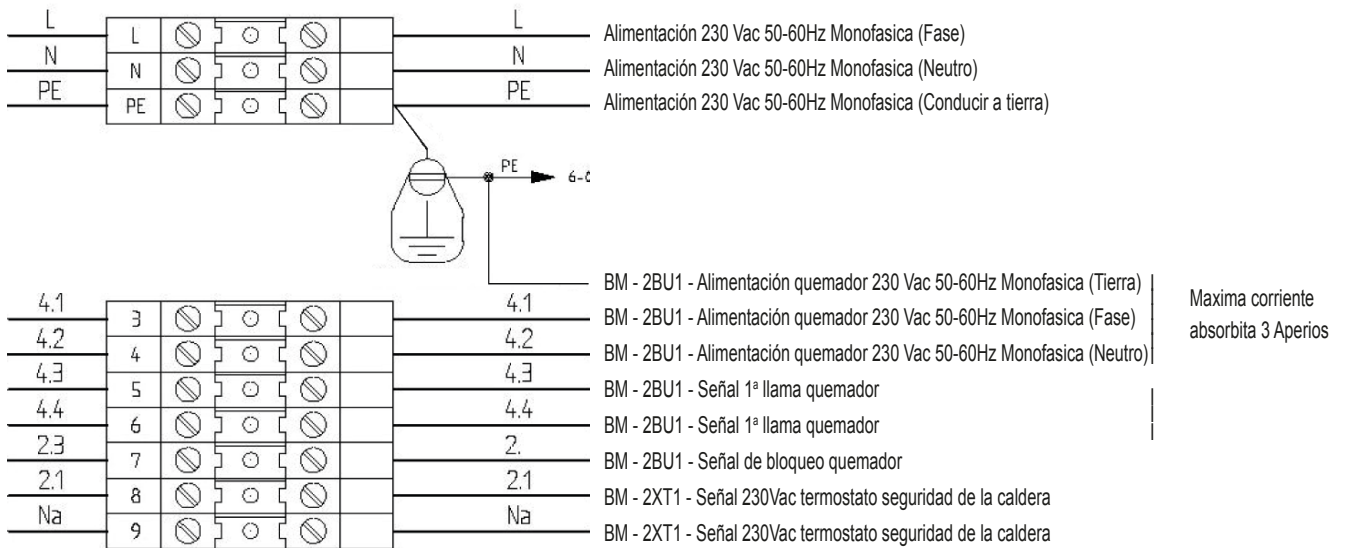 L L L Alimentación 230 Vac 50-60Hz Monofasica (Fase)
N N N Alimentación 230 Vac 50-60Hz Monofasica (Neutro)
PE PE PE Alimentación 230 Vac 50-60Hz Monofasica (Conducir a tierra)
PE
BM - 2BU1 - Alimentación quemador 230 Vac 50-60Hz Monofasica (Tierra)
4.1 3 4.1 BM - 2BU1 - Alimentación quemador 230 Vac 50-60Hz Monofasica (Fase)
4.2 4 4.2 BM - 2BU1 - Alimentación quemador 230 Vac 50-60Hz Monofasica (Neutro)
Maxima corriente
absorbita 3 Aperios
4.3 5 4.3 BM - 2BU1 - Señal 1ª llama quemador
4.4 6 4.4 BM - 2BU1 - Señal 1ª llama quemador
2.3 7 2. BM - 2BU1 - Señal de bloqueo quemador
2.1 8 2.1 BM - 2XT1 - Señal 230Vac termostato seguridad de la caldera
Na 9 Na BM - 2XT1 - Señal 230Vac termostato seguridad de la caldera